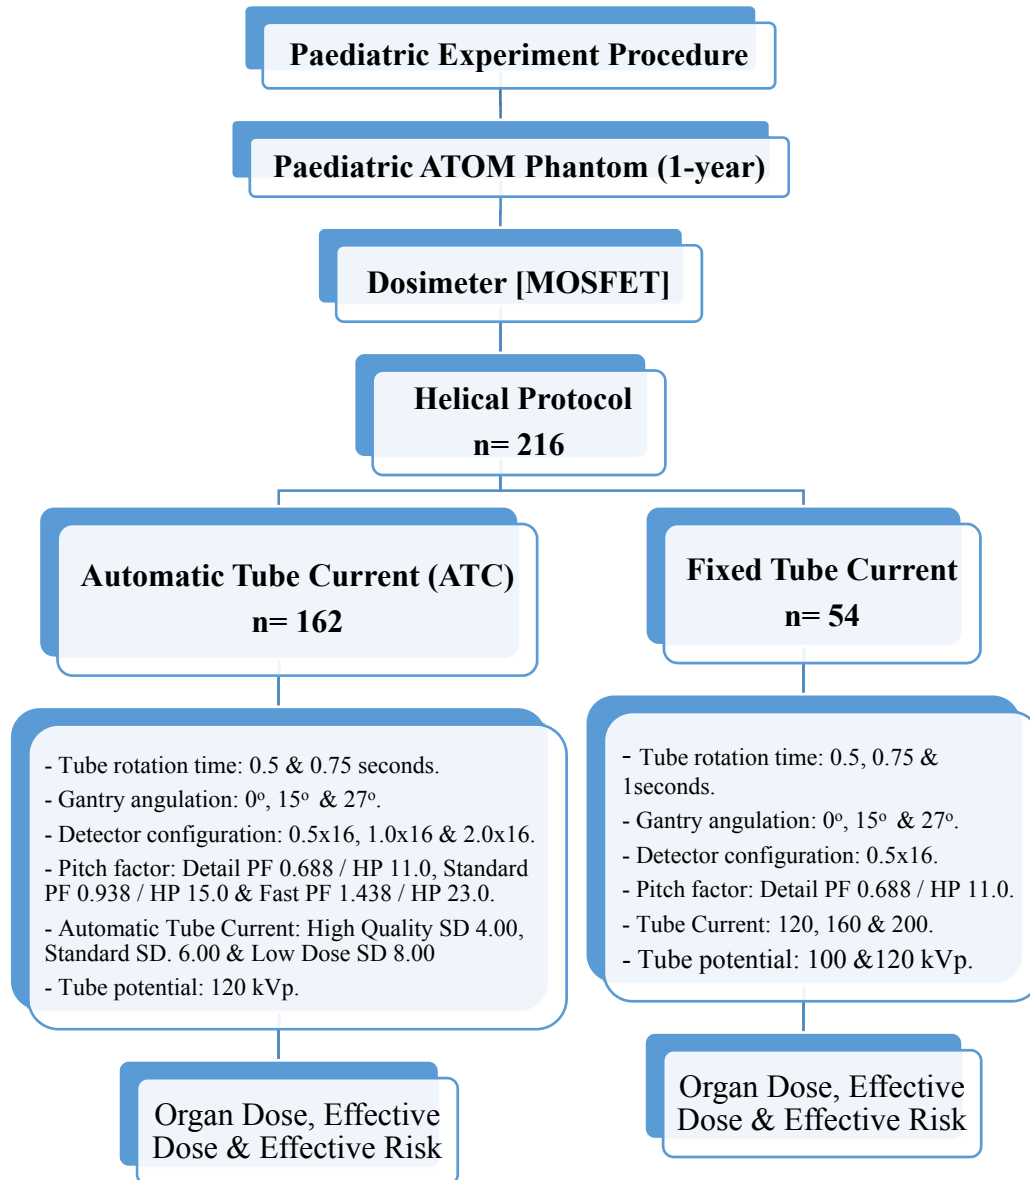 Paediatric Experiment Procedure
Paediatric ATOM Phantom (1-year)
Dosimeter [MOSFET]
Helical Protocol
n= 216
Automatic Tube Current (ATC)
n= 162
- Tube rotation time: 0.5 & 0.75 seconds.
- Gantry angulation: 0º, 15º & 27º.
- Detector configuration: 0.5x16, 1.0x16 & 2.0x16.
- Pitch factor: Detail PF 0.688 / HP 11.0, Standard
PF 0.938 / HP 15.0 & Fast PF 1.438 / HP 23.0.
- Automatic Tube Current: High Quality SD 4.00,
Standard SD. 6.00 & Low Dose SD 8.00
- Tube potential: 120 kVp.
Organ Dose, Effective
Dose & Effective Risk
Fixed Tube Current
n= 54
- Tube rotation time: 0.5, 0.75 &
1seconds.
- Gantry angulation: 0º, 15º & 27º.
- Detector configuration: 0.5x16.
- Pitch factor: Detail PF 0.688 / HP 11.0.
- Tube Current: 120, 160 & 200.
- Tube potential: 100 &120 kVp.
Organ Dose, Effective
Dose & Effective Risk